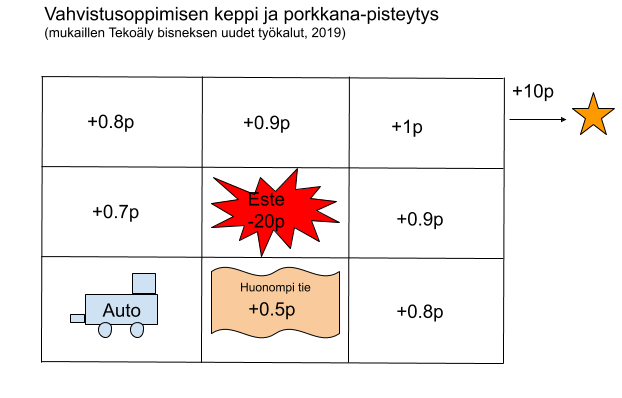 Vahvistusoppimisen keppi ja porkkana-pisteytys
(mukaillen Tekoäly bisneksen uudet työkalut, 2019)
+10p
+0.8p
+0.9p
+1p
+0.7p
Este
-20p
+0.9p
Auto
Huonompi tie
+0.5p
+0.8p